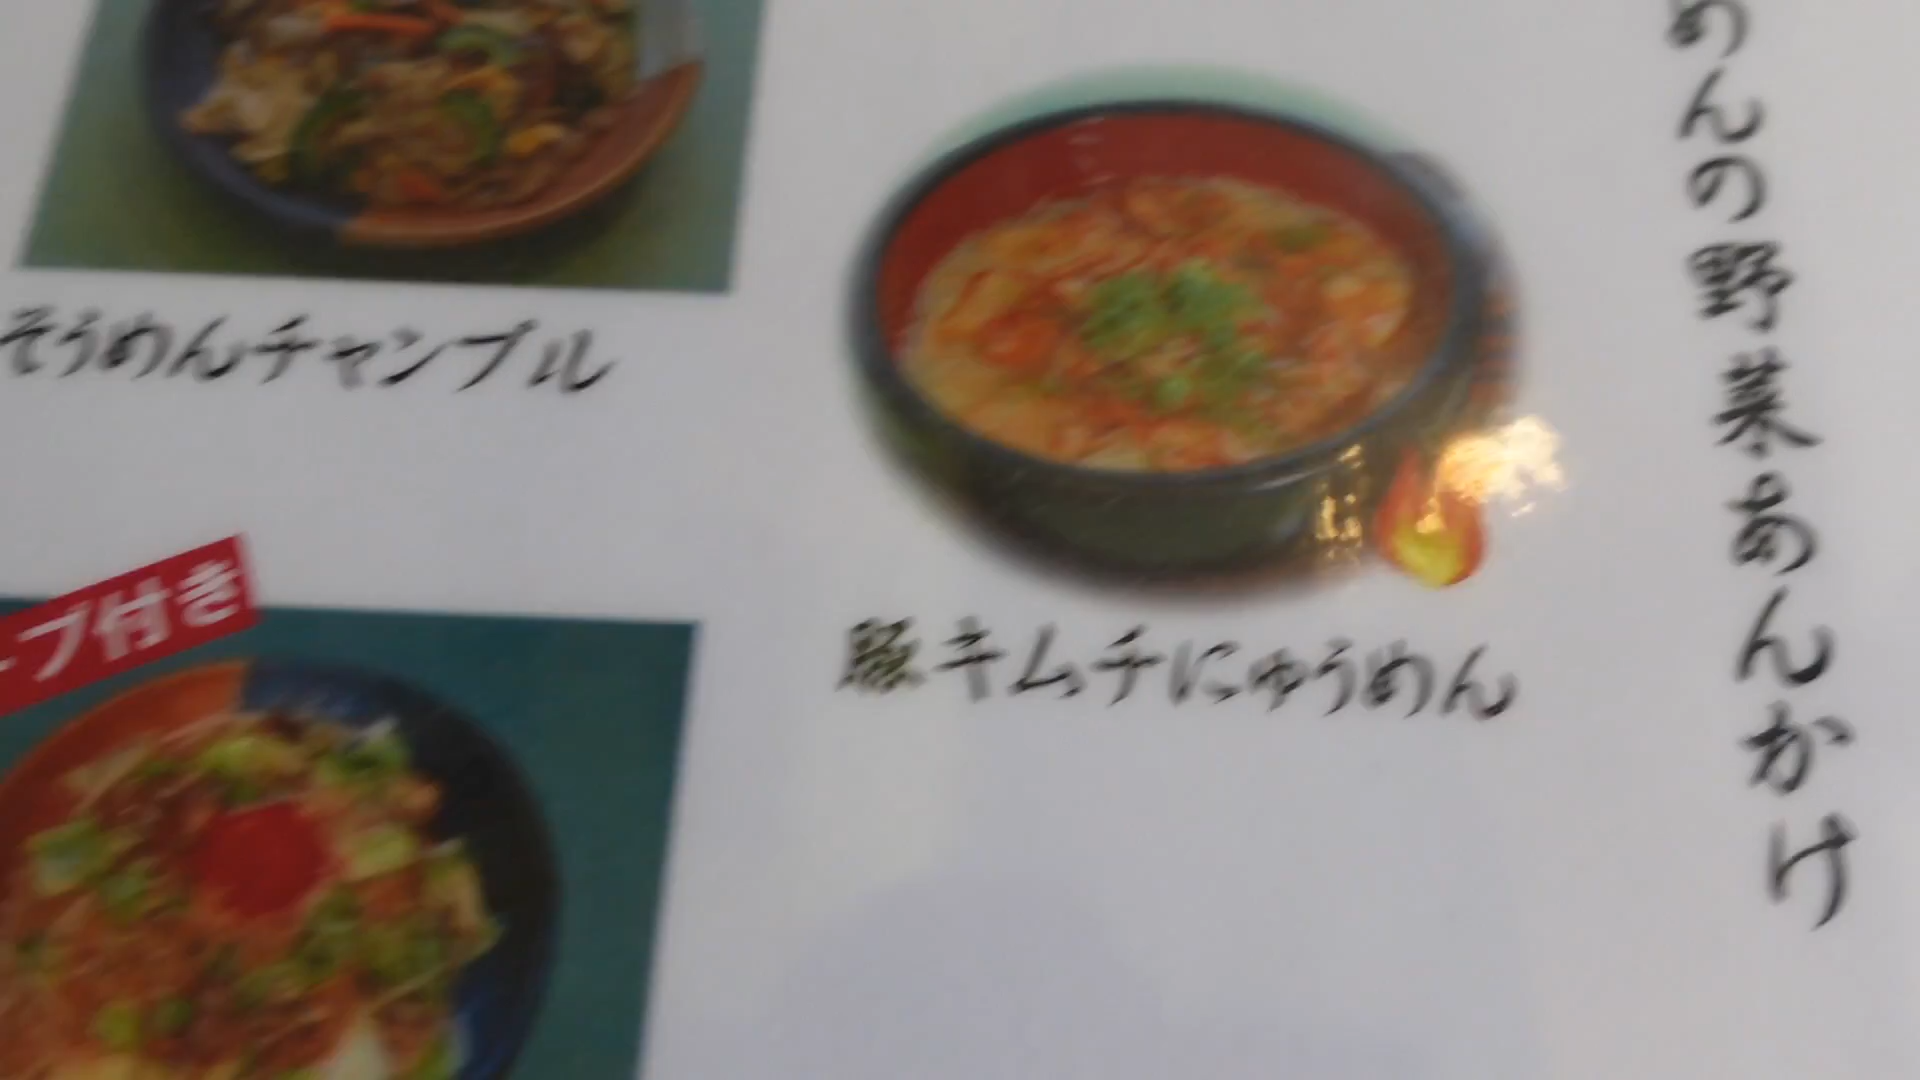 めんの野菜あんかけ
そうめんチャンプル
豚キムチにゅうめん
ープ付き